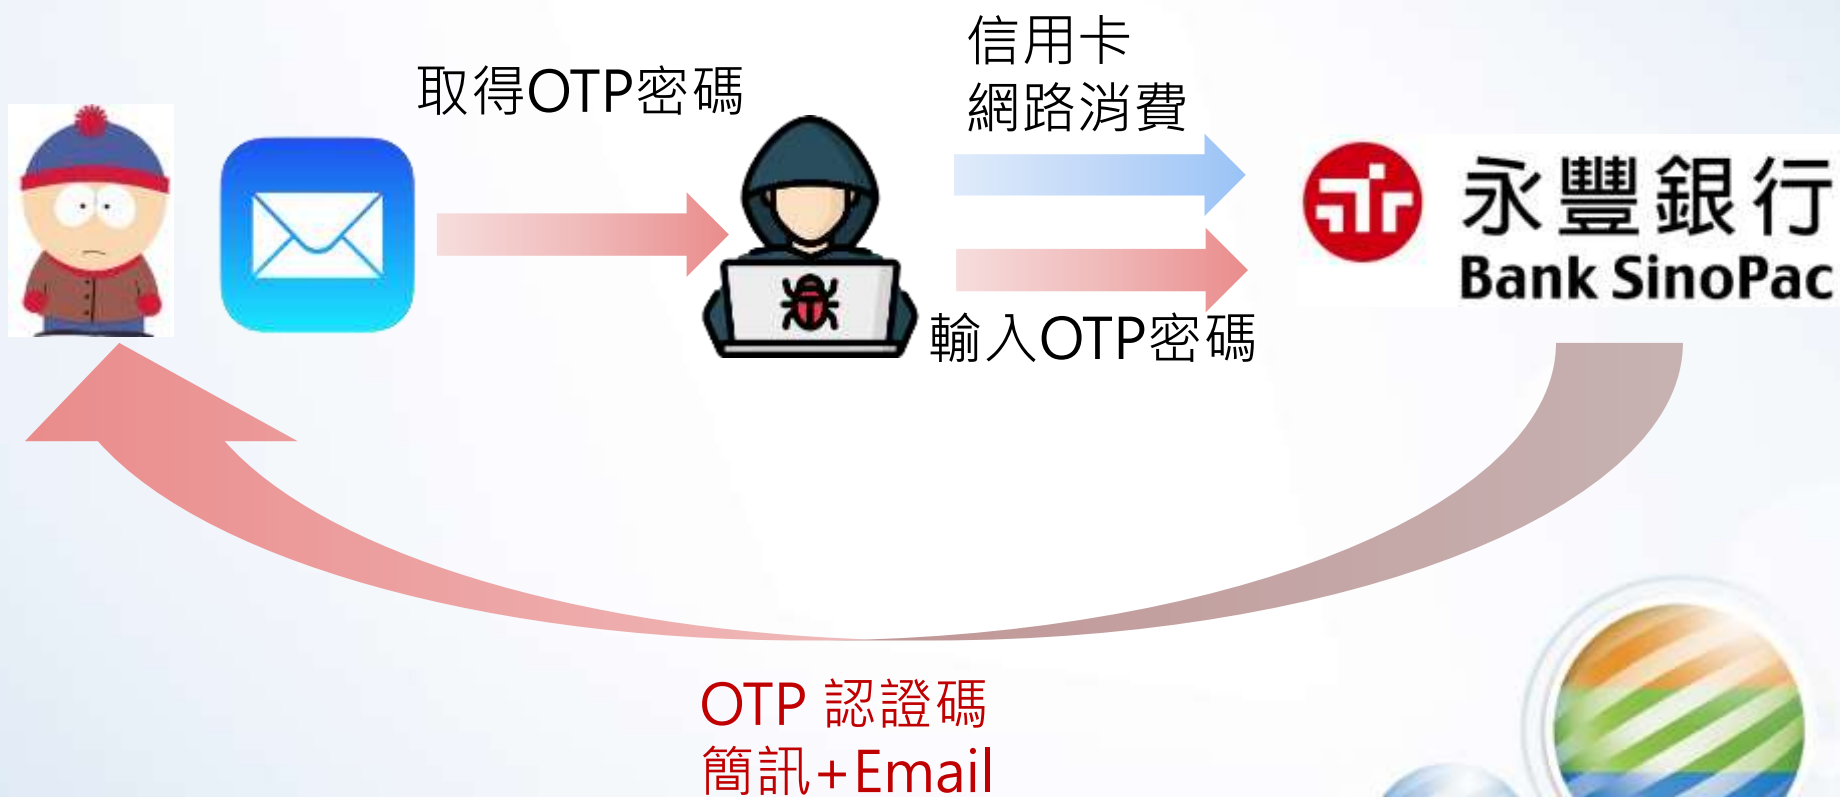 取得OTP密碼
信用卡
網路消費
永豐銀行
Bank SinoPac
輸入OTP密碼
OTP 認證碼
簡訊+Email